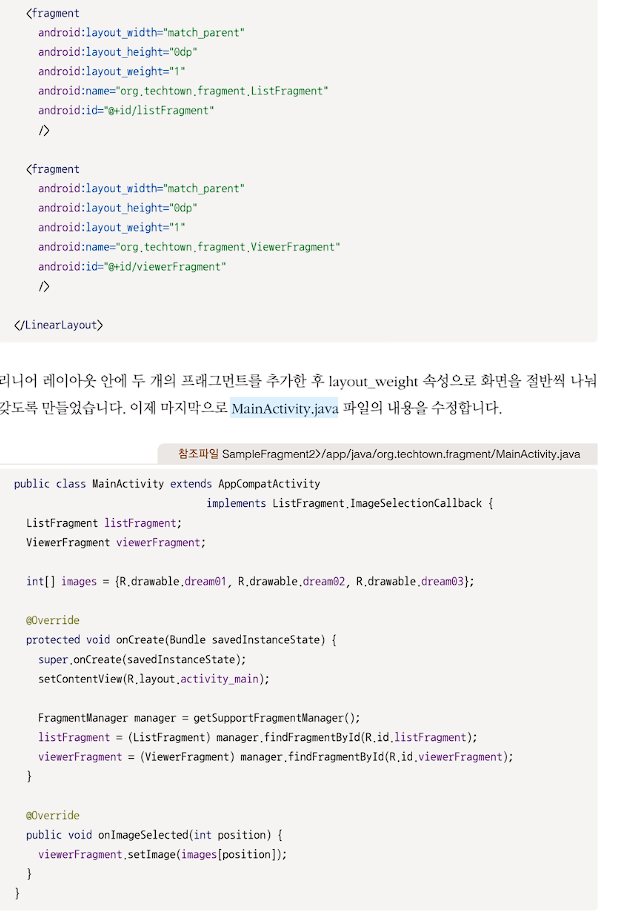 <fragment
android:layout_width="match_parent"
android:layout_height="0dp"
android:layout_weight="1"
android:name="org.techtown.fragment.ListFragment"
android:id="@+id/listFragment"
/>
<fragment
android:layout_width="match_parent"
android:layout_height="0dp"
android:layout_weight="1"
android:name="org.techtown.fragment.ViewerFragment"
android:id="@+id/viewerFragment"
/>
</LinearLayout>
리니어 레이아웃 안에 두 개의 프래그먼트를 추가한 후 layout_weight 속성으로 화면을 절반씩 나눠
갖도록 만들었습니다. 이제 마지막으로 MainActivity.java 파일의 내용을 수정합니다.
참조파일 SampleFragment2>/app/java/org.techtown.fragment/MainActivity.java
public class MainActivity extends AppCompatActivity
implements ListFragment.ImageSelectionCallback {
ListFragment listFragment;
ViewerFragment viewerFragment;
int[] images = {R.drawable.dream01, R.drawable.dream02, R.drawable.dream03};
@Override
protected void onCreate(Bundle savedInstanceState) {
super.onCreate(savedInstanceState);
setContentView(R.layout.activity_main);
FragmentManager manager = getSupportFragmentManager();
listFragment = (ListFragment) manager.findFragmentById(R.id.listFragment);
viewerFragment = (ViewerFragment) manager.findFragmentById(R.id.viewerFragment);
}
@Override
public void onImageSelected(int position) {
viewerFragment.setImage(images[position]);
}
}